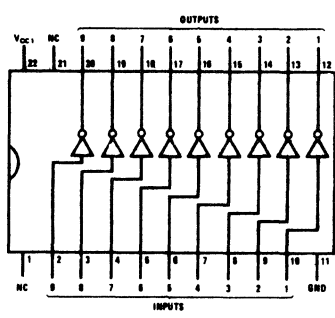 OUTPUTS
VCC1 NC 9 8 7 6 5 4 3 2 1
22 21 20 19 18 17 16 15 14 13 12
1 2 3 4 5 6 7 8 9 10 11
NC 9 8 7 6 5 4 3 2 1 GND
INPUTS